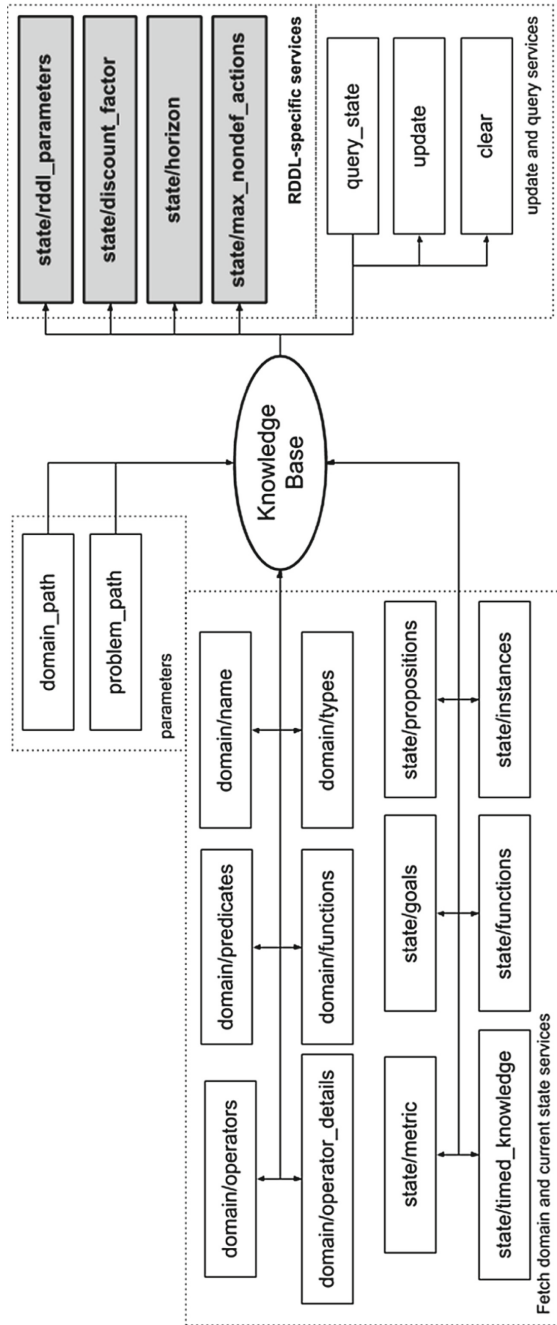 domain_path
problem_path
parameters
domain/operators
domain/predicates
domain/name
domain/operator_details
domain/functions
domain/types
state/metric
state/goals
state/propositions
state/timed_knowledge
state/functions
state/instances
Fetch domain and current state services
Knowledge
Base
state/rddl_parameters
state/discount_factor
state/horizon
state/max_nondef_actions
RDDL-specific services
query_state
update
clear
update and query services